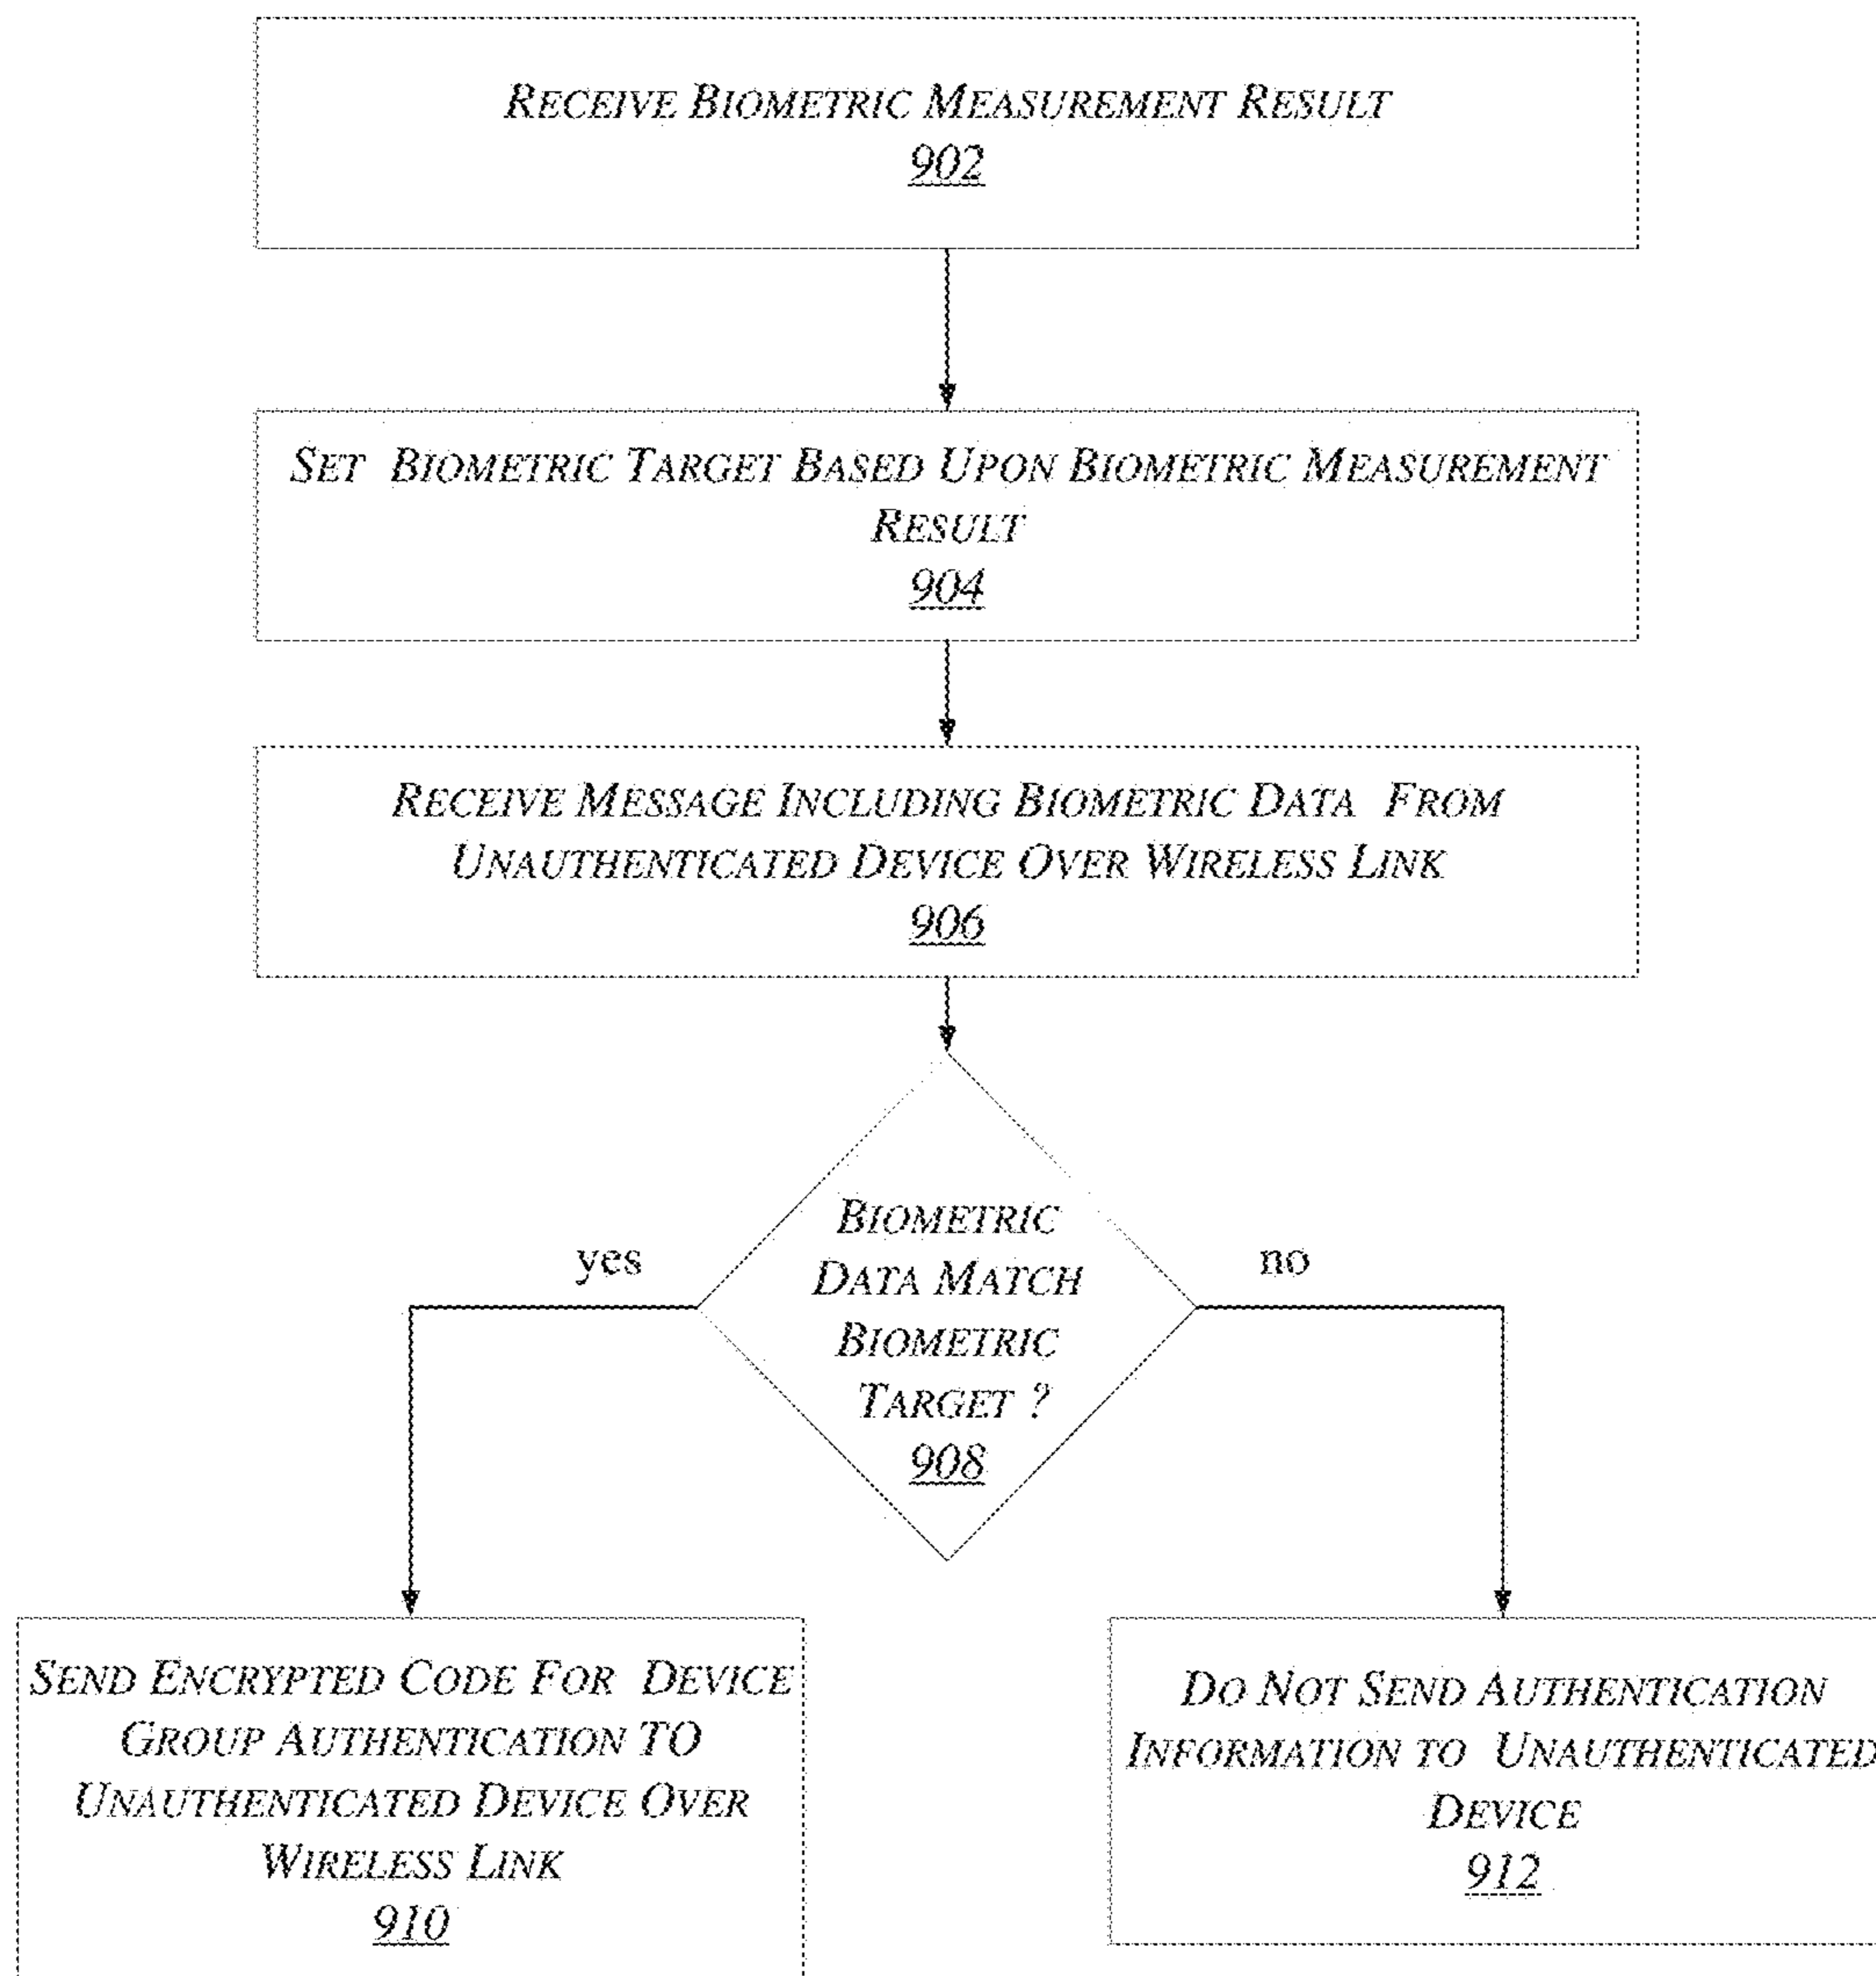 RECEIVE BIOMETRIC MEASUREMENT RESULT
902
SET BIOMETRIC TARGET BASED UPON BIOMETRIC MEASUREMENT
RESULT
904
RECEIVE MESSAGE INCLUDING BIOMETRIC DATA FROM
UNAUTHENTICATED DEVICE OVER WIRELESS LINK
906
BIOMETRIC
DATA MATCH
BIOMETRIC
TARGET ?
908
yes
no
SEND ENCRYPTED CODE FOR DEVICE
GROUP AUTHENTICATION TO
UNAUTHENTICATED DEVICE OVER
WIRELESS LINK
910
DO NOT SEND AUTHENTICATION
INFORMATION TO UNAUTHENTICATED
DEVICE
912